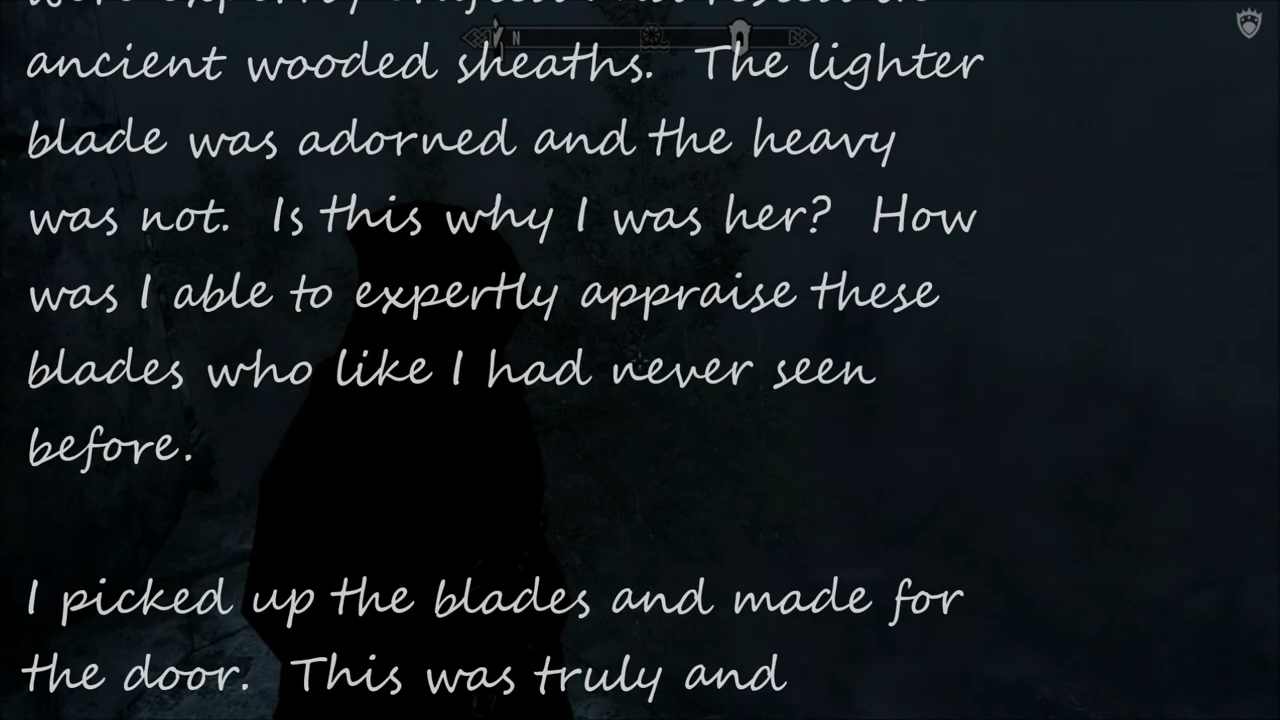 ancient wooded sheaths. The lighter
blade was adorned and the heavy
was not. Is this why I was her? How
was I able to expertly appraise these
blades who like I had never seen
before.
I picked up the blades and made for
the door. This was truly and
N